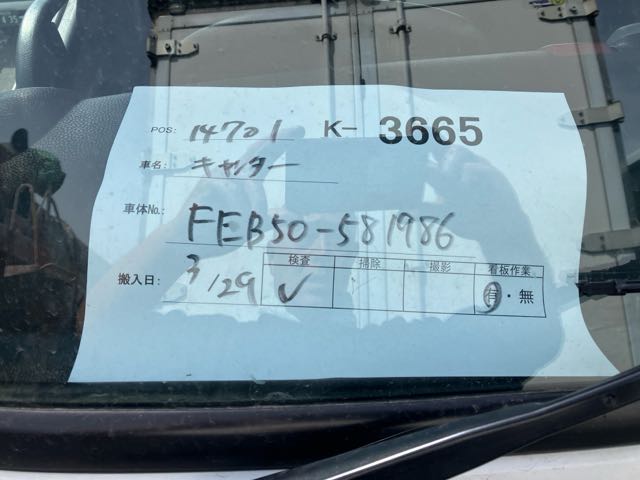 POS: 14701 K- 3665
車名: キャンター
車体No.: FEB50-581986
搬入日: 3/29
検査 掃除 撮影 看板作業
✓ 有・無